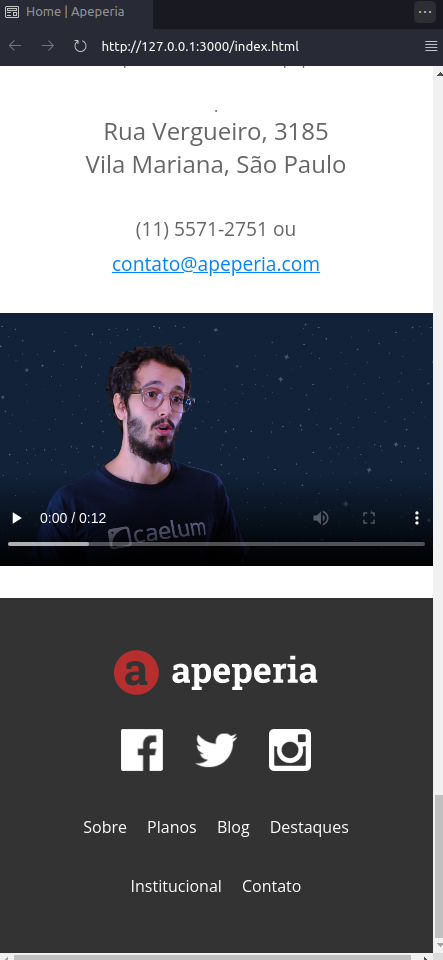 Home | Apeperia
http://127.0.0.1:3000/index.html
.
Rua Vergueiro, 3185
Vila Mariana, São Paulo
(11) 5571-2751 ou
contato@apeperia.com
caelum
0:00 / 0:12
a apeperia
Sobre Planos Blog Destaques
Institucional Contato